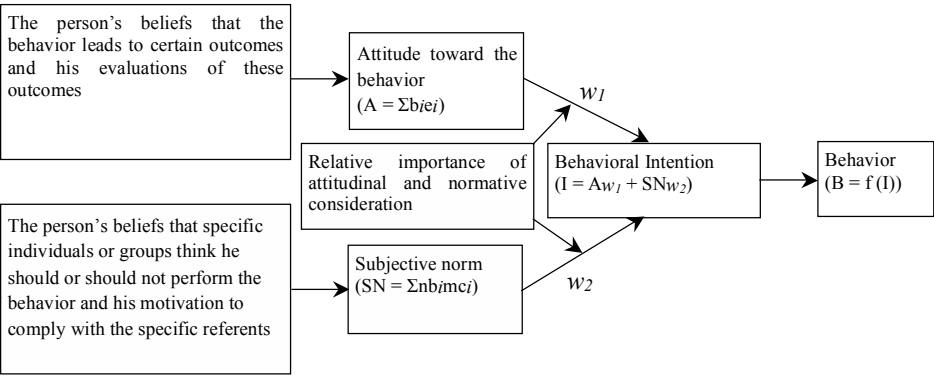 The person's beliefs that the
behavior leads to certain outcomes
and his evaluations of these
outcomes
Attitude toward the
behavior
(A = Σbiei)
w1
Relative importance of
attitudinal and normative
consideration
Behavioral Intention
(I = Aw1 + SNw2)
Behavior
(B = f (I))
The person's beliefs that specific
individuals or groups think he
should or should not perform the
behavior and his motivation to
comply with the specific referents
Subjective norm
(SN = Σnbimci)
w2